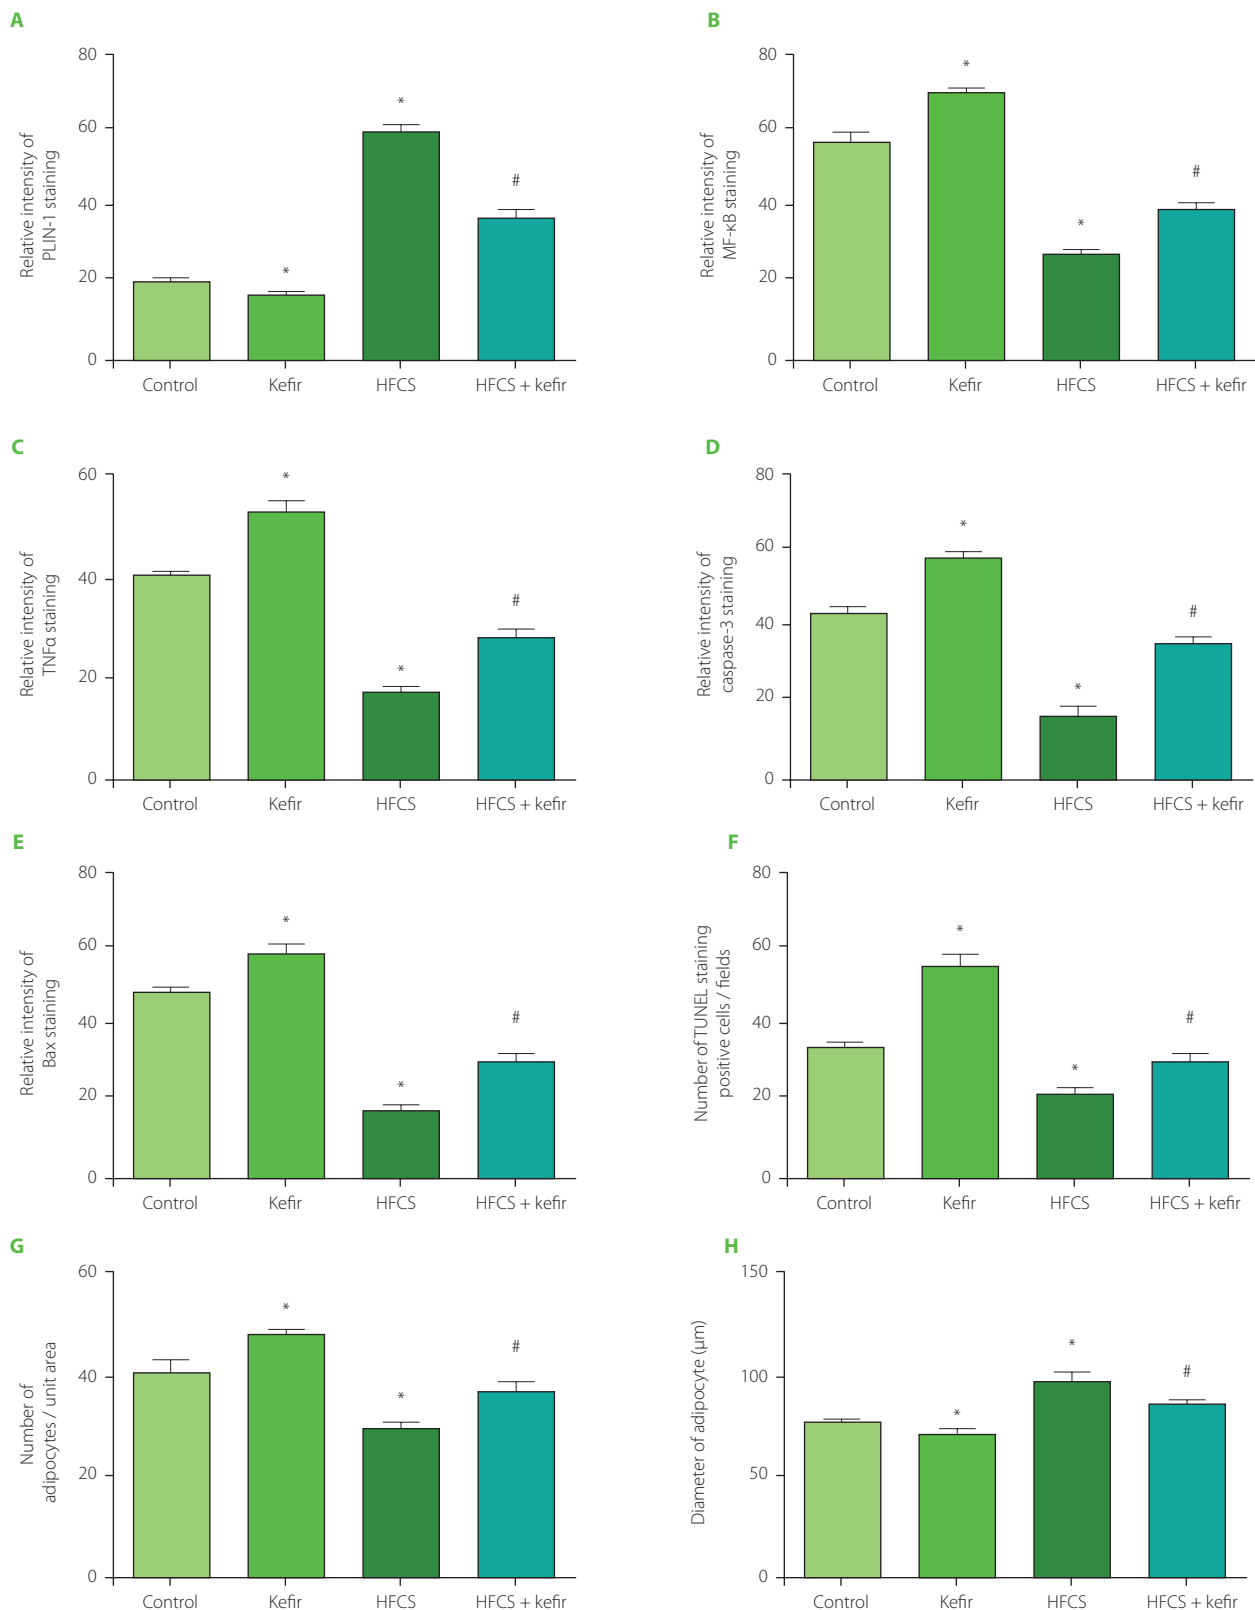 A
80
60
40
20
0
Relative intensity of
PLIN-1 staining
*
*
#
Control Kefir HFCS HFCS + kefir
B
80
60
40
20
0
Relative intensity of
MF-κB staining
*
*
#
Control Kefir HFCS HFCS + kefir
C
60
40
20
0
Relative intensity of
TNFα staining
*
*
#
Control Kefir HFCS HFCS + kefir
D
80
60
40
20
0
Relative intensity of
caspase-3 staining
*
*
#
Control Kefir HFCS HFCS + kefir
E
80
60
40
20
0
Relative intensity of
Bax staining
*
*
#
Control Kefir HFCS HFCS + kefir
F
80
60
40
20
0
Number of TUNEL staining
positive cells / fields
*
*
#
Control Kefir HFCS HFCS + kefir
G
60
40
20
0
Number of
adipocytes / unit area
*
*
#
Control Kefir HFCS HFCS + kefir
H
150
100
50
0
Diameter of adipocyte (μm)
*
*
#
Control Kefir HFCS HFCS + kefir